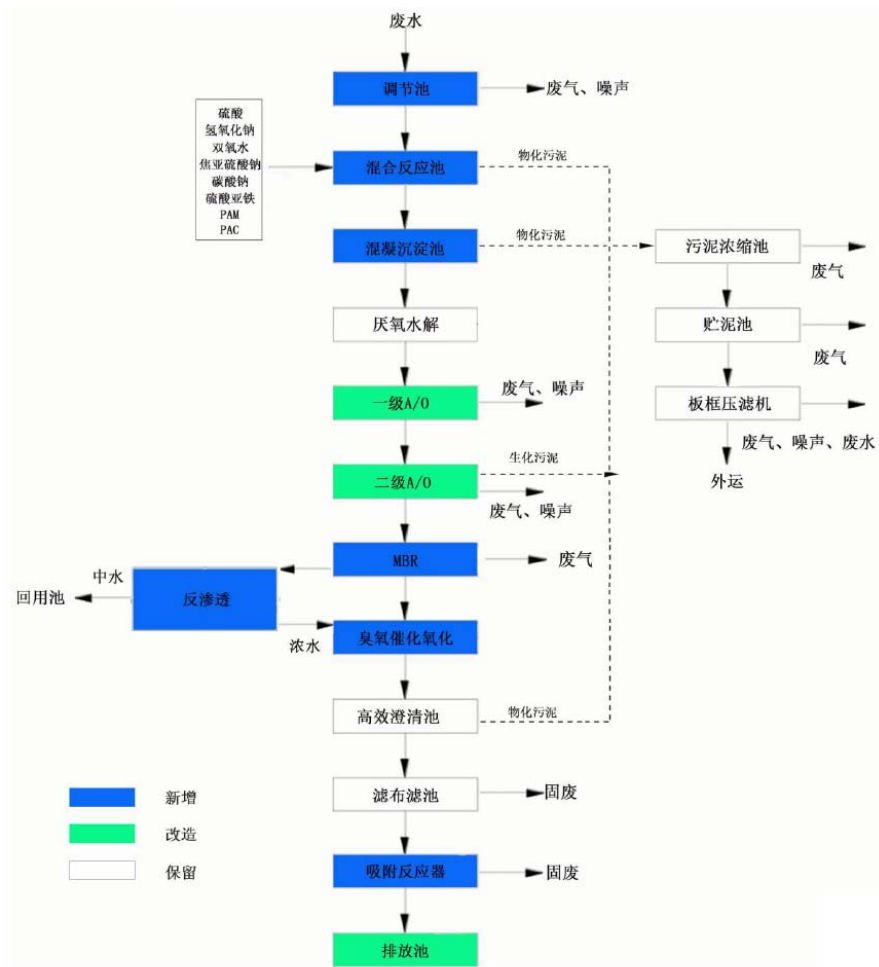 废水
调节池
废气、噪声
硫酸
氢氧化钠
双氧水
焦亚硫酸钠
碳酸钠
硫酸亚铁
PAM
PAC
混合反应池
物化污泥
混凝沉淀池
物化污泥
污泥浓缩池
废气
厌氧水解
贮泥池
废气
一级A/O
废气、噪声
板框压滤机
废气、噪声、废水
外运
二级A/O
生化污泥
废气、噪声
MBR
废气
中水
回用池
反渗透
浓水
臭氧催化氧化
高效澄清池
物化污泥
滤布滤池
固废
吸附反应器
固废
排放池
新增
改造
保留